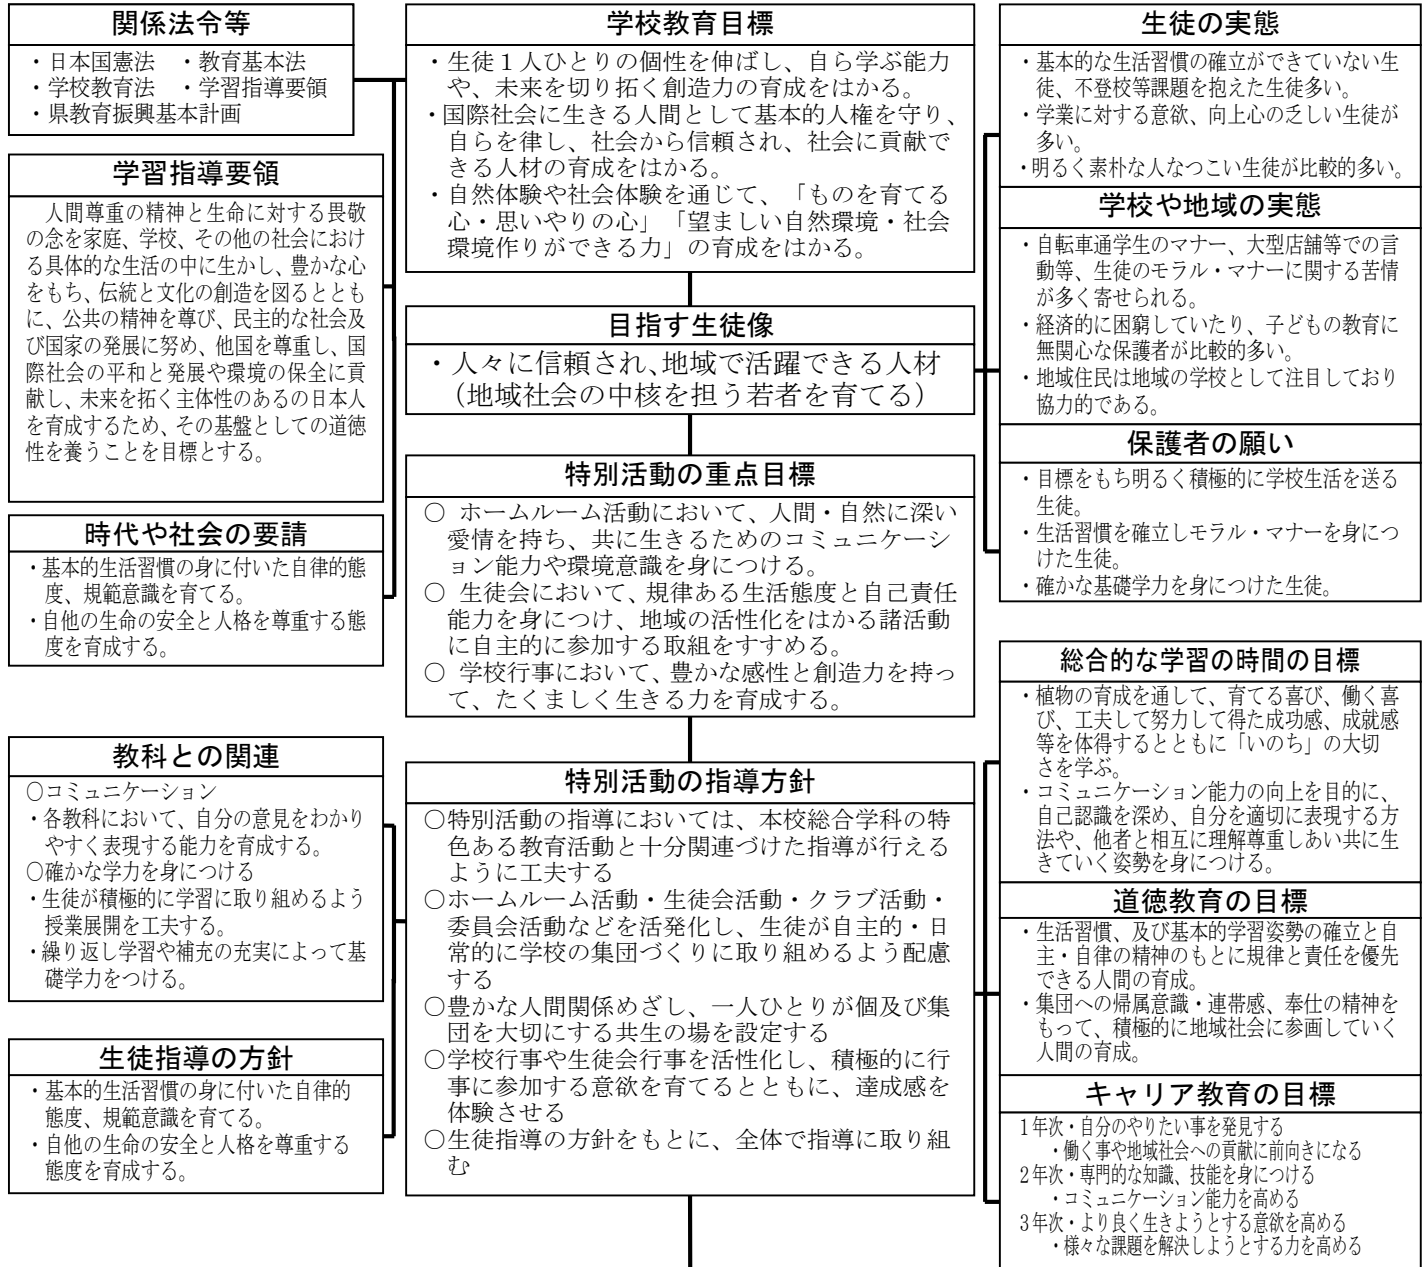 関係法令等
・日本国憲法　・教育基本法
・学校教育法　・学習指導要領
・県教育振興基本計画
学習指導要領
人間尊重の精神と生命に対する畏敬
の念を家庭、学校、その他の社会におけ
る具体的な生活の中に生かし、豊かな心
をもち、伝統と文化の創造を図るととも
に、公共の精神を尊び、民主的な社会及
び国家の発展に努め、他国を尊重し、国
際社会の平和と発展や環境の保全に貢
献し、未来を拓く主体性のあるの日本人
を育成するため、その基盤としての道徳
性を養うことを目標とする。
時代や社会の要請
・基本的生活習慣の身に付いた自律的態
度、規範意識を育てる。
・自他の生命の安全と人格を尊重する態
度を育成する。
教科との関連
○コミュニケーション
・各教科において、自分の意見をわかり
やすく表現する能力を育成する。
○確かな学力を身につける
・生徒が積極的に学習に取り組めるよう
授業展開を工夫する。
・繰り返し学習や補充の充実によって基
礎学力をつける。
生徒指導の方針
・基本的生活習慣の身に付いた自律的
態度、規範意識を育てる。
・自他の生命の安全と人格を尊重する
態度を育成する。
学校教育目標
・生徒１人ひとりの個性を伸ばし、自ら学ぶ能力
や、未来を切り拓く創造力の育成をはかる。
・国際社会に生きる人間として基本的人権を守り、
自らを律し、社会から信頼され、社会に貢献で
きる人材の育成をはかる。
・自然体験や社会体験を通じて、「ものを育てる
心・思いやりの心」「望ましい自然環境・社会
環境作りができる力」の育成をはかる。
目指す生徒像
・人々に信頼され、地域で活躍できる人材
（地域社会の中核を担う若者を育てる）
特別活動の重点目標
○ ホームルーム活動において、人間・自然に深い
愛情を持ち、共に生きるためのコミュニケーシ
ョン能力や環境意識を身につける。
○ 生徒会において、規律ある生活態度と自己責任
能力を身につけ、地域の活性化をはかる諸活動
に自主的に参加する取組をすすめる。
○ 学校行事において、豊かな感性と創造力を持っ
て、たくましく生きる力を育成する。
特別活動の指導方針
○特別活動の指導においては、本校総合学科の特
色ある教育活動と十分関連づけた指導が行える
ように工夫する
○ホームルーム活動・生徒会活動・クラブ活動・
委員会活動などを活発化し、生徒が自主的・日
常的に学校の集団づくりに取り組めるよう配慮
する
○豊かな人間関係めざし、一人ひとりが個及び集
団を大切にする共生の場を設定する
○学校行事や生徒会行事を活性化し、積極的に行
事に参加する意欲を育てるとともに、達成感を
体験させる
○生徒指導の方針をもとに、全体で指導に取り組
む
生徒の実態
・基本的な生活習慣の確立ができていない生
徒、不登校等課題を抱えた生徒多い。
・学業に対する意欲、向上心の乏しい生徒が
多い。
・明るく素朴な人なつこい生徒が比較的多い。
学校や地域の実態
・自転車通学生のマナー、大型店舗等での言
動等、生徒のモラル・マナーに関する苦情
が多く寄せられる。
・経済的に困窮していたり、子どもの教育に
無関心な保護者が比較的多い。
・地域住民は地域の学校として注目しており
協力的である。
保護者の願い
・目標をもち明るく積極的に学校生活を送る
生徒。
・生活習慣を確立しモラル・マナーを身につ
けた生徒。
・確かな基礎学力を身につけた生徒。
総合的な学習の時間の目標
・植物の育成を通して、育てる喜び、働く喜
び、工夫して努力して得た成功感、成就感
等を体得するとともに「いのち」の大切
さを学ぶ。
・コミュニケーション能力の向上を目的に、
自己認識を深め、自分を適切に表現する方
法や、他者と相互に理解尊重しあい共に生
きていく姿勢を身につける。
道徳教育の目標
・生活習慣、及び基本的学習姿勢の確立と自
主・自律の精神のもとに規律と責任を優先
できる人間の育成。
・集団への帰属意識・連帯感、奉仕の精神を
もって、積極的に地域社会に参画していく
人間の育成。
キャリア教育の目標
1年次・自分のやりたい事を発見する
・働く事や地域社会への貢献に前向きになる
2年次・専門的な知識、技能を身につける
・コミュニケーション能力を高める
3年次・より良く生きようとする意欲を高める
・様々な課題を解決しようとする力を高める